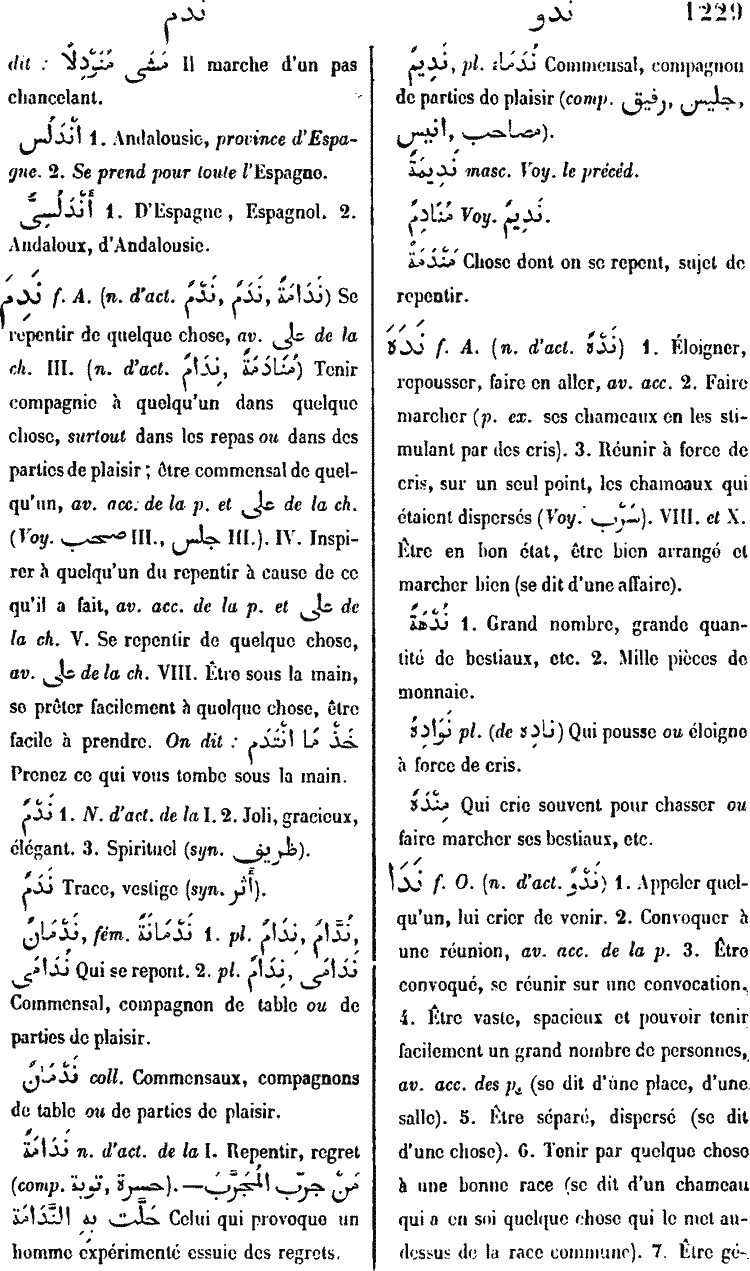 ندم
ندو
1229
dit : مَشَى مُنَوْدِلًا Il marche d'un pas
chancelant.
أَنْدَلُس 1. Andalousie, province d'Espa-
gne. 2. Se prend pour toute l'Espagne.
أَنْدَلُسِيٌّ 1. D'Espagne, Espagnol. 2.
Andaloux, d'Andalousie.
نَدِمَ f. A. (n. d'act. نَدَمٌ, نَدَمٌ, نَدَامَةٌ) Se
repentir de quelque chose, av. على de la
ch. III. (n. d'act. نِدَامٌ, مُنَادَمَةٌ) Tenir
compagnie à quelqu'un dans quelque
chose, surtout dans les repas ou dans des
parties de plaisir ; être commensal de quel-
qu'un, av. acc. de la p. et على de la ch.
(Voy. صحب III., جلس III.). IV. Inspi-
rer à quelqu'un du repentir à cause de ce
qu'il a fait, av. acc. de la p. et على de
la ch. V. Se repentir de quelque chose,
av. على de la ch. VIII. Être sous la main,
se prêter facilement à quelque chose, être
facile à prendre. On dit : خُذْ مَا انْتَدَم
Prenez ce qui vous tombe sous la main.
نَدْمٌ 1. N. d'act. de la I. 2. Joli, gracieux,
élégant. 3. Spirituel (syn. ظريف).
نَدَمٌ Trace, vestige (syn. أثر).
نَدْمَانٌ, fém. نَدْمَانَةٌ 1. pl. نِدَامٌ, نُدَّامٌ,
نَدَامَى Qui se repent. 2. pl. نِدَامٌ, نَدَامَى
Commensal, compagnon de table ou de
parties de plaisir.
نُدْمَانٌ coll. Commensaux, compagnons
de table ou de parties de plaisir.
نَدَامَةٌ n. d'act. de la I. Repentir, regret
(comp. توبة, حسرة). — مَنْ جَرَّبَ الْمُجَرَّبَ
حَلَّتْ بِهِ النَّدَامَةُ Celui qui provoque un
homme expérimenté essuie des regrets.
نَدِيمٌ, pl. نُدَمَاءُ Commensal, compagnon
de parties de plaisir (comp. رفيق, جليس,
مصاحب, انيس).
نَدِيمَةٌ masc. Voy. le précéd.
مُنَادِمٌ Voy. نَدِيمٌ.
مَنْدَمَةٌ Chose dont on se repent, sujet de
repentir.
نَدَهَ f. A. (n. d'act. نَدْهٌ) 1. Éloigner,
repousser, faire en aller, av. acc. 2. Faire
marcher (p. ex. ses chameaux en les sti-
mulant par des cris). 3. Réunir à force de
cris, sur un seul point, les chameaux qui
étaient dispersés (Voy. سَرَّب). VIII. et X.
Être en bon état, être bien arrangé et
marcher bien (se dit d'une affaire).
نَدْهَةٌ 1. Grand nombre, grande quan-
tité de bestiaux, etc. 2. Mille pièces de
monnaie.
نَوَادِهُ pl. (de نادِه) Qui pousse ou éloigne
à force de cris.
مِنْدَهٌ Qui crie souvent pour chasser ou
faire marcher ses bestiaux, etc.
نَدَا f. O. (n. d'act. نَدْوٌ) 1. Appeler quel-
qu'un, lui crier de venir. 2. Convoquer à
une réunion, av. acc. de la p. 3. Être
convoqué, se réunir sur une convocation.
4. Être vaste, spacieux et pouvoir tenir
facilement un grand nombre de personnes,
av. acc. des p. (se dit d'une place, d'une
salle). 5. Être séparé, dispersé (se dit
d'une chose). 6. Tenir par quelque chose
à une bonne race (se dit d'un chameau
qui a en soi quelque chose qui le met au-
dessus de la race commune). 7. Être gé-